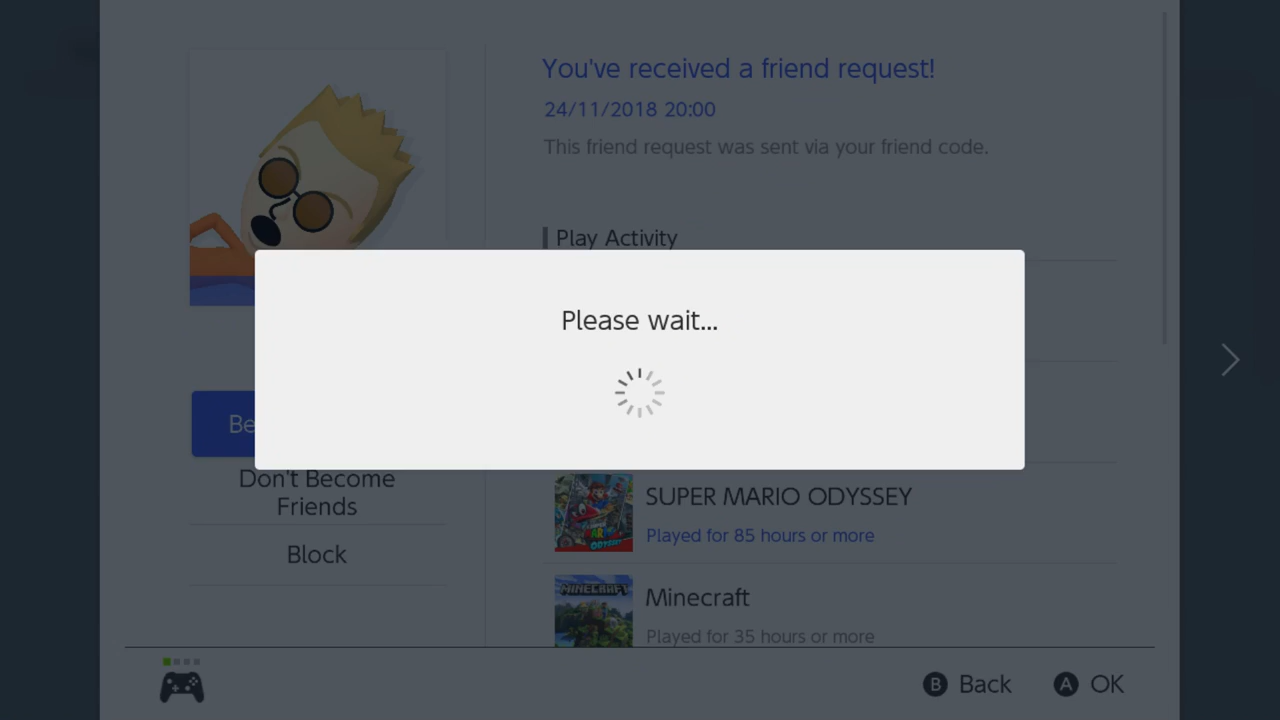 You've received a friend request!
24/11/2018 20:00
This friend request was sent via your friend code.
Play Activity
Please wait...
Be
Don't Become
Friends
Block
SUPER MARIO ODYSSEY
Played for 85 hours or more
MINECRAFT
Minecraft
Played for 35 hours or more
B Back
A OK